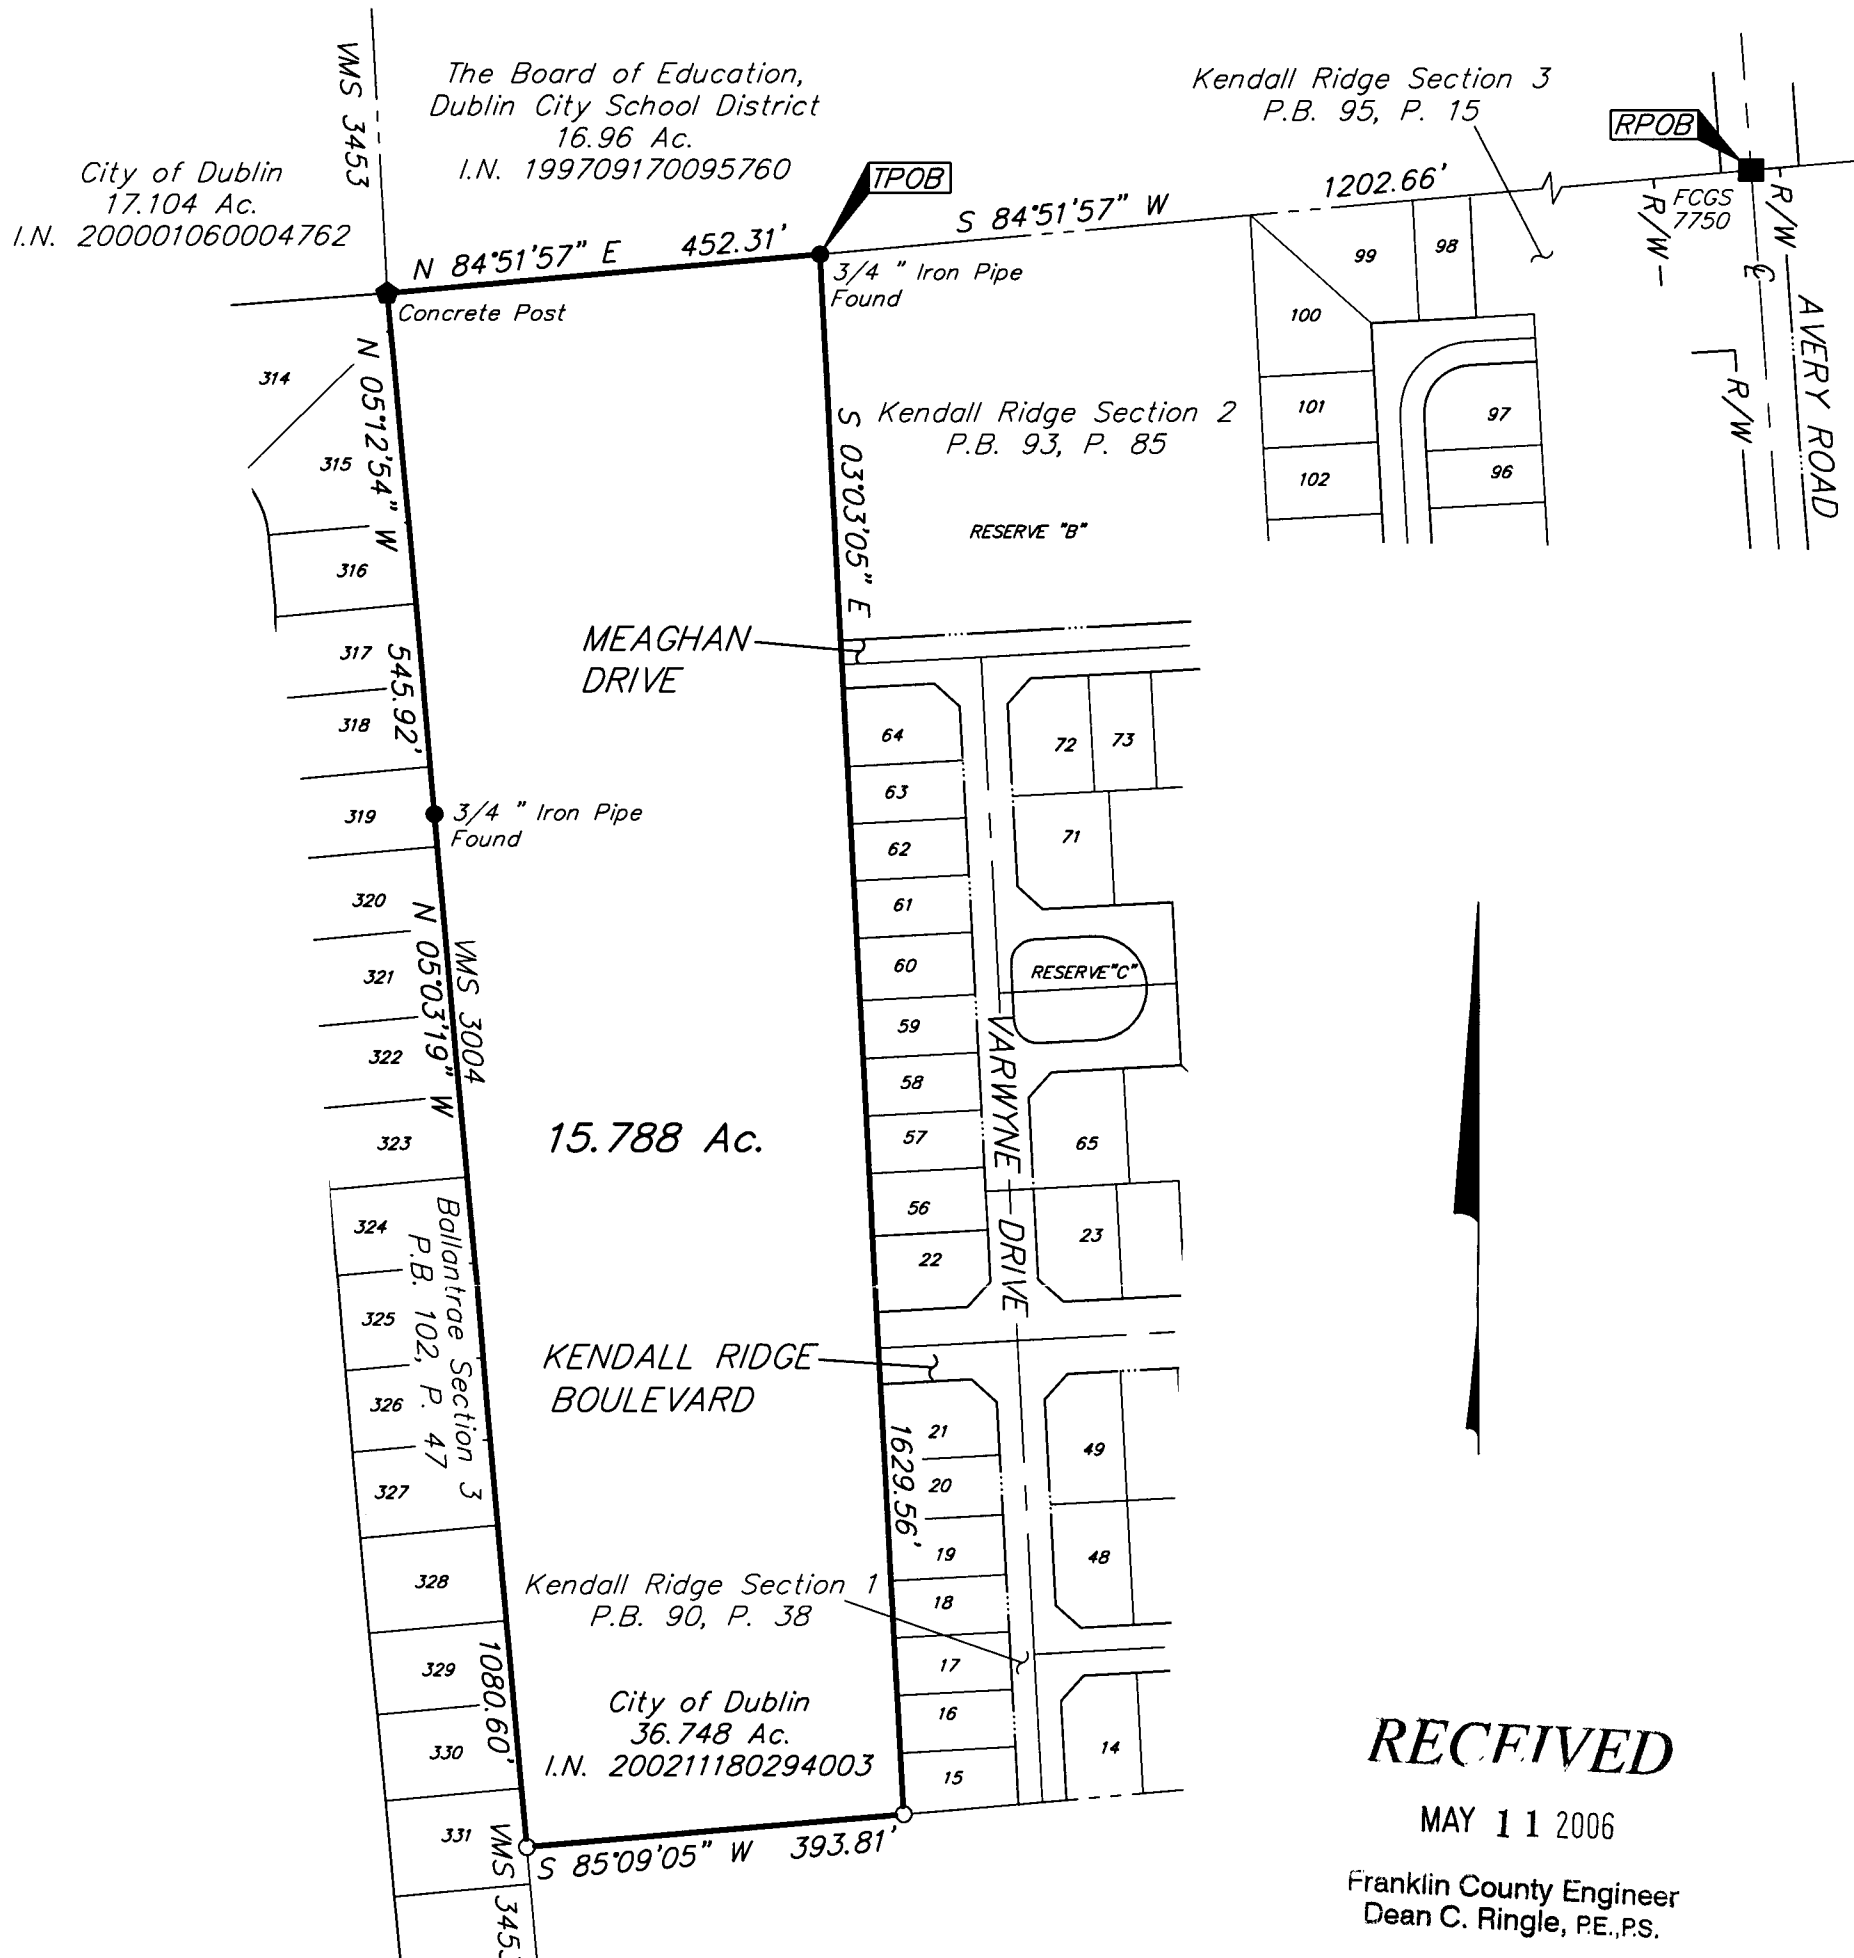 VMS 3453
The Board of Education,
Dublin City School District
16.96 Ac.
I.N. 199709170095760
Kendall Ridge Section 3
P.B. 95, P. 15
RPOB
City of Dublin
17.104 Ac.
I.N. 200001060004762
TPOB
S 84°51'57" W
1202.66'
FCGS
7750
R/W
R/W
N 84°51'57" E
452.31'
3/4 " Iron Pipe
Found
Concrete Post
99
98
100
AVERY ROAD
314
N 05°12'54" W
S 03°03'05" E
Kendall Ridge Section 2
P.B. 93, P. 85
101
97
R/W
315
102
96
RESERVE "B"
316
MEAGHAN
DRIVE
317
545.92'
318
64
72
73
319
3/4 " Iron Pipe
Found
63
71
62
320
61
N 05°03'19" W
VMS 3004
321
60
RESERVE "C"
59
322
58
VARWYNE DRIVE
323
15.788 Ac.
57
65
324
Ballantrae Section 3
P.B. 102, P. 47
56
23
22
325
KENDALL RIDGE
BOULEVARD
326
21
49
1629.56'
327
20
19
48
328
Kendall Ridge Section 1
P.B. 90, P. 38
18
329
1080.60'
17
City of Dublin
36.748 Ac.
I.N. 200211180294003
16
330
14
15
331
VMS 3453
S 85°09'05" W
393.81'
RECEIVED
MAY 11 2006
Franklin County Engineer
Dean C. Ringle, P.E.,P.S.